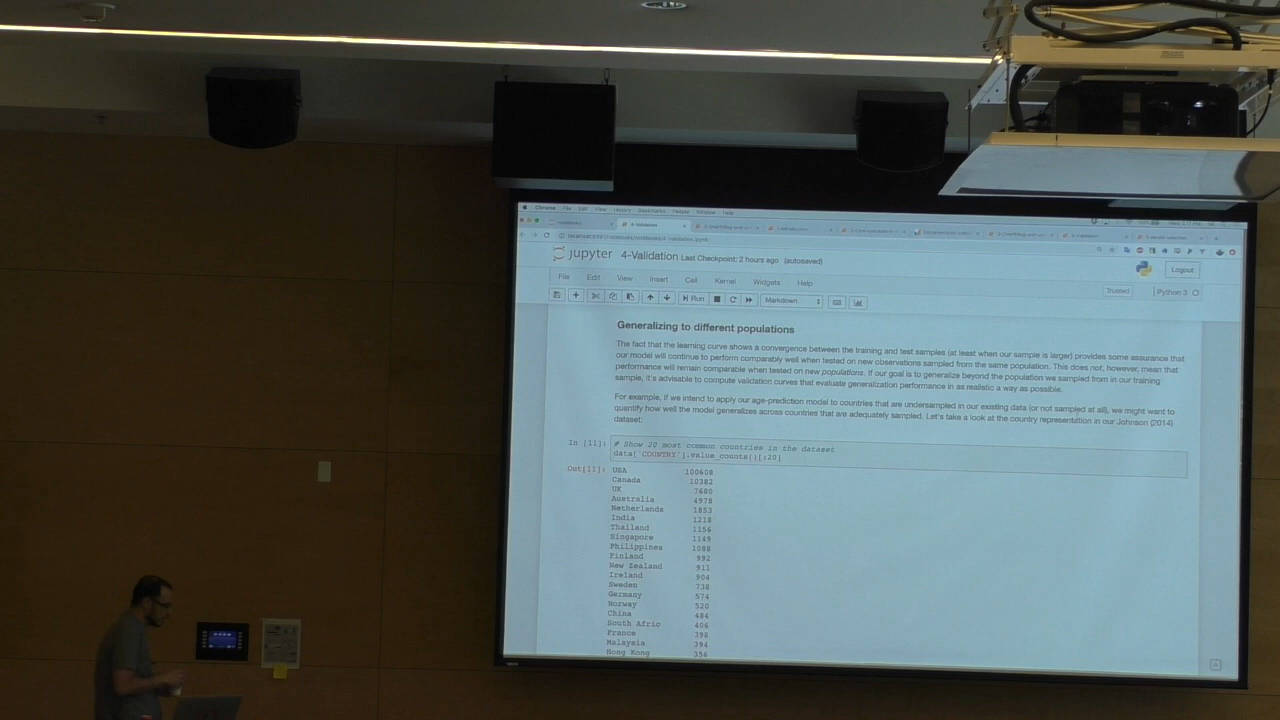 Chrome File Edit View History Bookmarks People Window Help
4-Validation
jupyter 4-Validation Last Checkpoint: 2 hours ago (autosaved)
Logout
File Edit View Insert Cell Kernel Widgets Help
Trusted Python 3
Run Markdown
Generalizing to different populations
The fact that the learning curve shows a convergence between the training and test samples (at least when our sample is larger) provides some assurance that
our model will continue to perform comparably well when tested on new observations sampled from the same population. This does not, however, mean that
performance will remain comparable when tested on new populations. If our goal is to generalize beyond the population we sampled from in our training
sample, it's advisable to compute validation curves that evaluate generalization performance in as realistic a way as possible.
For example, if we intend to apply our age-prediction model to countries that are undersampled in our existing data (or not sampled at all), we might want to
quantify how well the model generalizes across countries that are adequately sampled. Let's take a look at the country representation in our Johnson (2014)
dataset:
In [11]: # Show 20 most common countries in the dataset
data['COUNTRY'].value_counts()[:20]
Out[11]: USA 100608
Canada 10382
UK 7680
Australia 4978
Netherlands 1853
India 1218
Thailand 1156
Singapore 1149
Philippines 1088
Finland 992
New Zealand 911
Ireland 904
Sweden 738
Germany 574
Norway 520
China 484
South Afric 406
France 398
Malaysia 394
Hong Kong 356